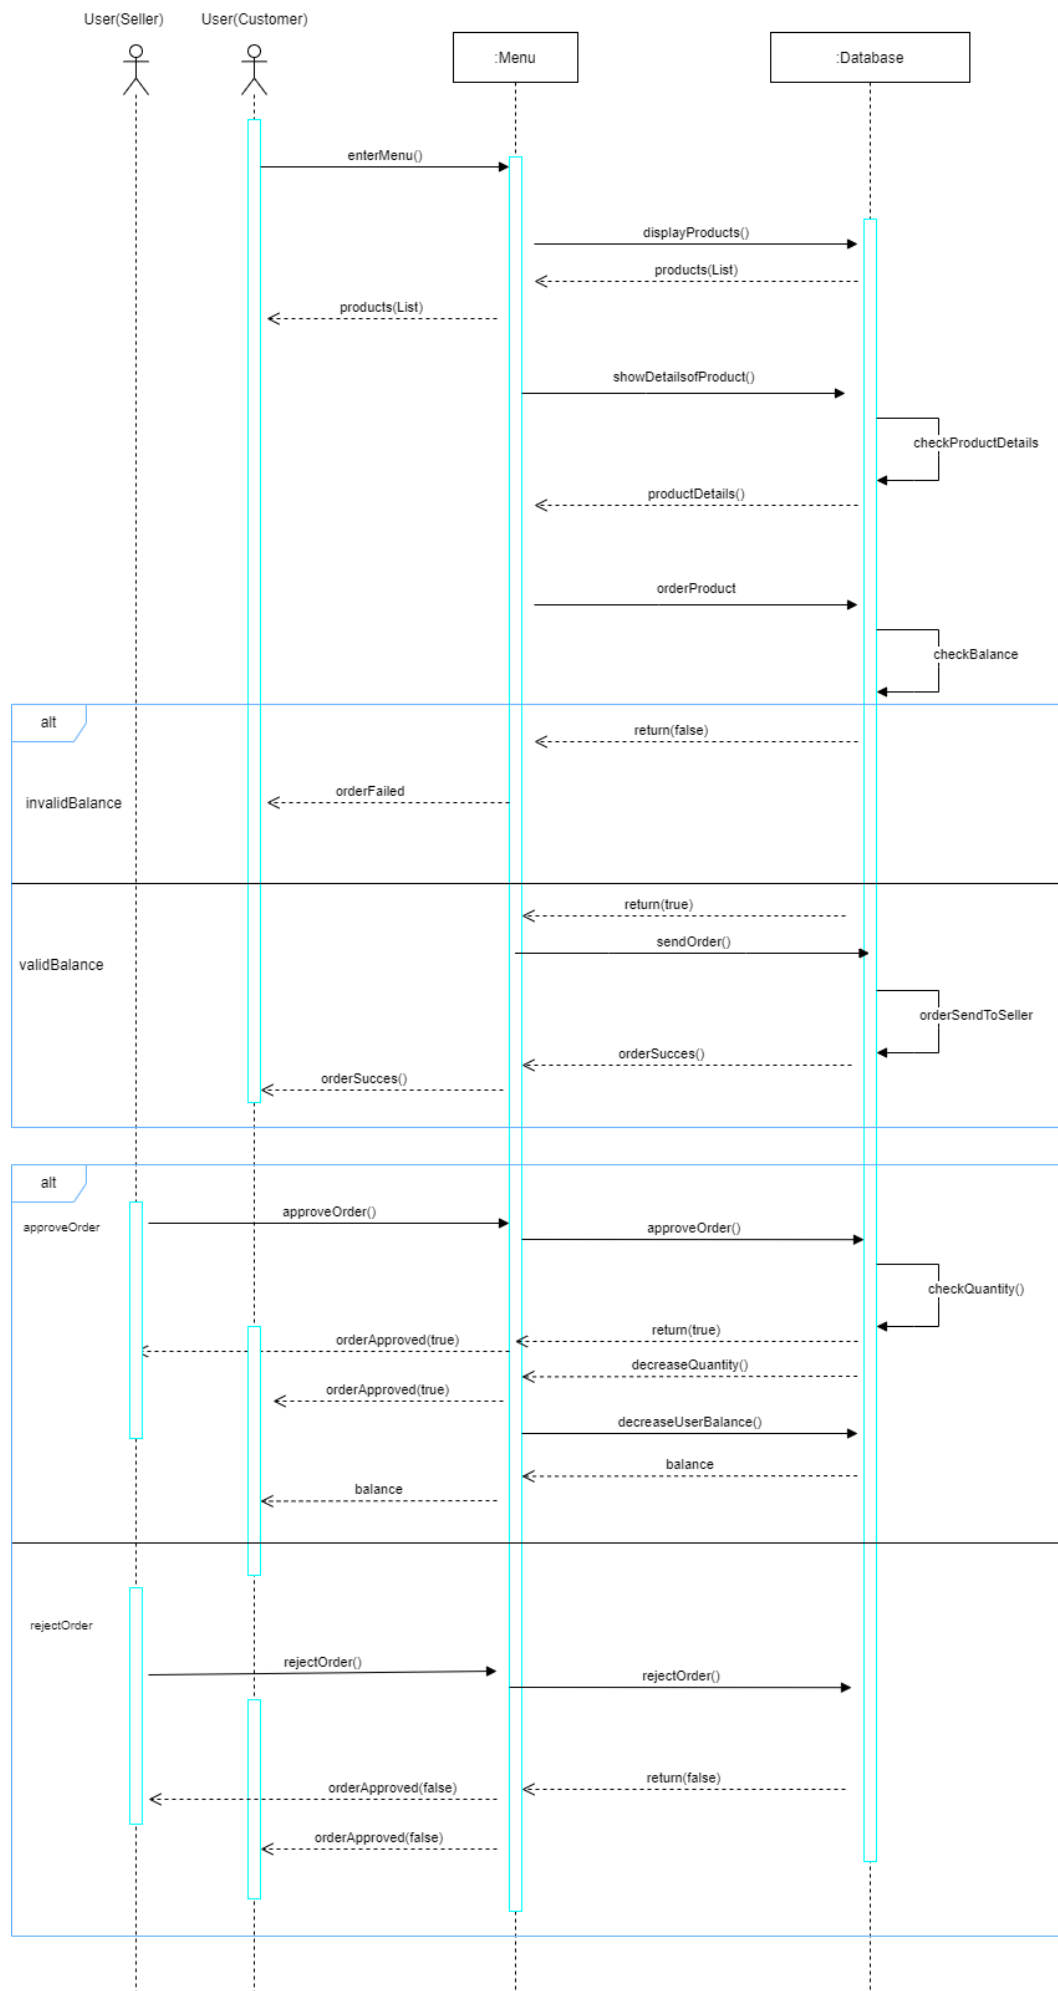 User(Seller)
User(Customer)
:Menu
:Database
enterMenu()
displayProducts()
products(List)
products(List)
showDetailsofProduct()
checkProductDetails
productDetails()
orderProduct
checkBalance
alt
return(false)
orderFailed
invalidBalance
return(true)
sendOrder()
validBalance
orderSendToSeller
orderSucces()
orderSucces()
alt
approveOrder()
approveOrder
approveOrder()
checkQuantity()
return(true)
orderApproved(true)
decreaseQuantity()
orderApproved(true)
decreaseUserBalance()
balance
balance
rejectOrder
rejectOrder()
rejectOrder()
return(false)
orderApproved(false)
orderApproved(false)